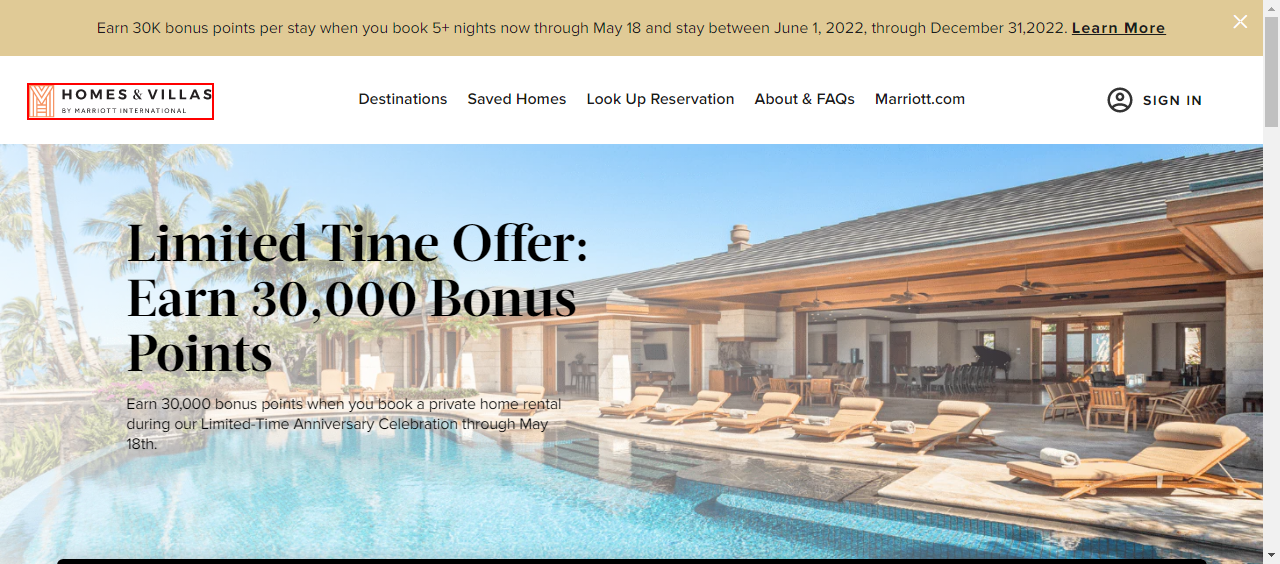 Earn 30K bonus points per stay when you book 5+ nights now through May 18 and stay between June 1, 2022, through December 31,2022. Learn More
HOMES & VILLAS
BY MARRIOTT INTERNATIONAL
Destinations Saved Homes Look Up Reservation About & FAQs Marriott.com
SIGN IN
Limited Time Offer:
Earn 30,000 Bonus
Points
Earn 30,000 bonus points when you book a private home rental
during our Limited-Time Anniversary Celebration through May
18th.